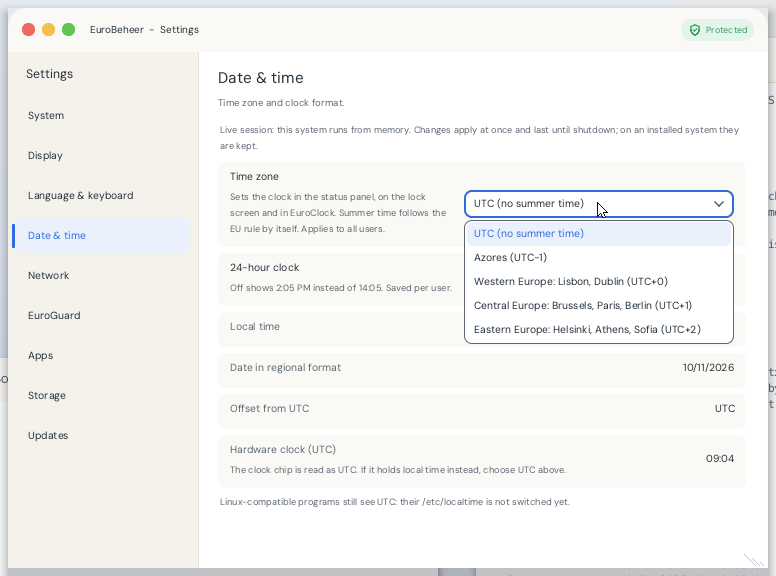 EuroBeheer - Settings
Protected
Settings
System
Display
Language & keyboard
Date & time
Network
EuroGuard
Apps
Storage
Updates
Date & time
Time zone and clock format.
Live session: this system runs from memory. Changes apply at once and last until shutdown; on an installed system they
are kept.
Time zone
Sets the clock in the status panel, on the lock
screen and in EuroClock. Summer time follows the
EU rule by itself. Applies to all users.
UTC (no summer time)
UTC (no summer time)
Azores (UTC-1)
Western Europe: Lisbon, Dublin (UTC+0)
Central Europe: Brussels, Paris, Berlin (UTC+1)
Eastern Europe: Helsinki, Athens, Sofia (UTC+2)
24-hour clock
Off shows 2:05 PM instead of 14:05. Saved per user.
Local time
Date in regional format
10/11/2026
Offset from UTC
UTC
Hardware clock (UTC)
The clock chip is read as UTC. If it holds local time instead, choose UTC above.
09:04
Linux-compatible programs still see UTC: their /etc/localtime is not switched yet.